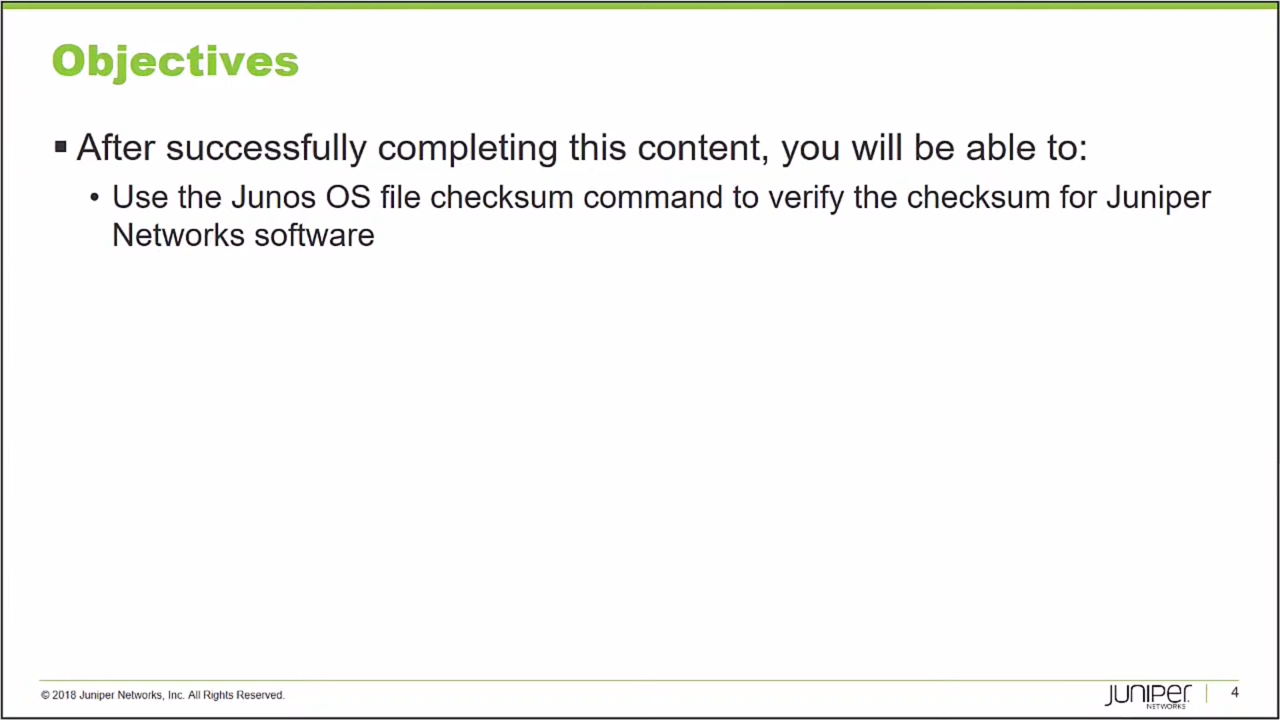 Objectives
▪ After successfully completing this content, you will be able to:
• Use the Junos OS file checksum command to verify the checksum for Juniper
Networks software
© 2018 Juniper Networks, Inc. All Rights Reserved.
JUNIPER
NETWORKS
4